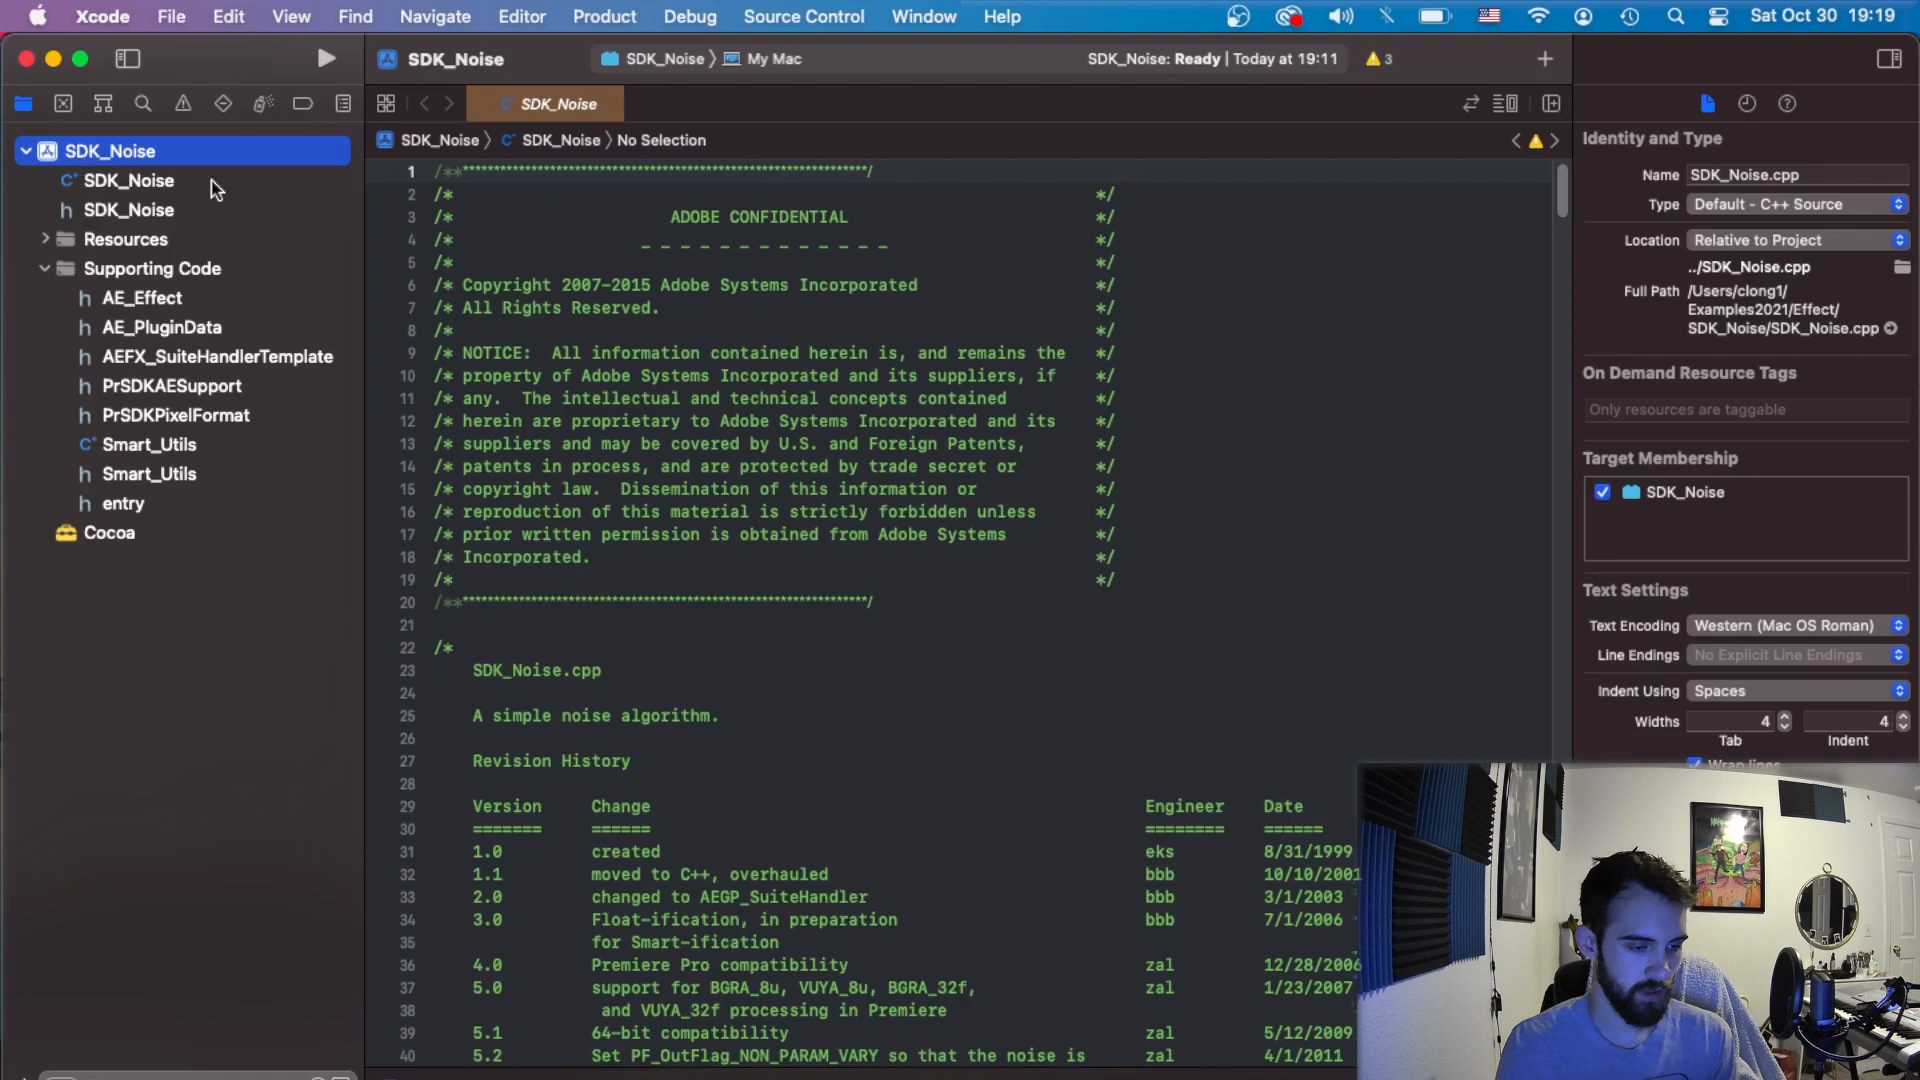 Xcode File Edit View Find Navigate Editor Product Debug Source Control Window Help Sat Oct 30 19:19
SDK_Noise SDK_Noise 〉 My Mac SDK_Noise: Ready | Today at 19:11 3
SDK_Noise
SDK_Noise 〉 SDK_Noise 〉 No Selection
SDK_Noise
SDK_Noise
h SDK_Noise
Resources
Supporting Code
h AE_Effect
h AE_PluginData
h AEFX_SuiteHandlerTemplate
h PrSDKAESupport
h PrSDKPixelFormat
Smart_Utils
h Smart_Utils
h entry
Cocoa
1 /*******************************************************************/
2 /* */
3 /* ADOBE CONFIDENTIAL */
4 /* _ _ _ _ _ _ _ _ _ _ _ _ _ */
5 /* */
6 /* Copyright 2007-2015 Adobe Systems Incorporated */
7 /* All Rights Reserved. */
8 /* */
9 /* NOTICE: All information contained herein is, and remains the */
10 /* property of Adobe Systems Incorporated and its suppliers, if */
11 /* any. The intellectual and technical concepts contained */
12 /* herein are proprietary to Adobe Systems Incorporated and its */
13 /* suppliers and may be covered by U.S. and Foreign Patents, */
14 /* patents in process, and are protected by trade secret or */
15 /* copyright law. Dissemination of this information or */
16 /* reproduction of this material is strictly forbidden unless */
17 /* prior written permission is obtained from Adobe Systems */
18 /* Incorporated. */
19 /* */
20 /*******************************************************************/
21
22 /*
23 SDK_Noise.cpp
24
25 A simple noise algorithm.
26
27 Revision History
28
29 Version Change Engineer Date
30 ======= ====== ======== ======
31 1.0 created eks 8/31/1999
32 1.1 moved to C++, overhauled bbb 10/10/2001
33 2.0 changed to AEGP_SuiteHandler bbb 3/1/2003
34 3.0 Float-ification, in preparation bbb 7/1/2006
35 for Smart-ification
36 4.0 Premiere Pro compatibility zal 12/28/2006
37 5.0 support for BGRA_8u, VUYA_8u, BGRA_32f, zal 1/23/2007
38 and VUYA_32f processing in Premiere
39 5.1 64-bit compatibility zal 5/12/2009
40 5.2 Set PF_OutFlag_NON_PARAM_VARY so that the noise is zal 4/1/2011
Identity and Type
Name SDK_Noise.cpp
Type Default - C++ Source
Location Relative to Project
../SDK_Noise.cpp
Full Path /Users/clong1/
Examples2021/Effect/
SDK_Noise/SDK_Noise.cpp
On Demand Resource Tags
Only resources are taggable
Target Membership
SDK_Noise
Text Settings
Text Encoding Western (Mac OS Roman)
Line Endings No Explicit Line Endings
Indent Using Spaces
Widths 4 4
Tab Indent
Wrap lines